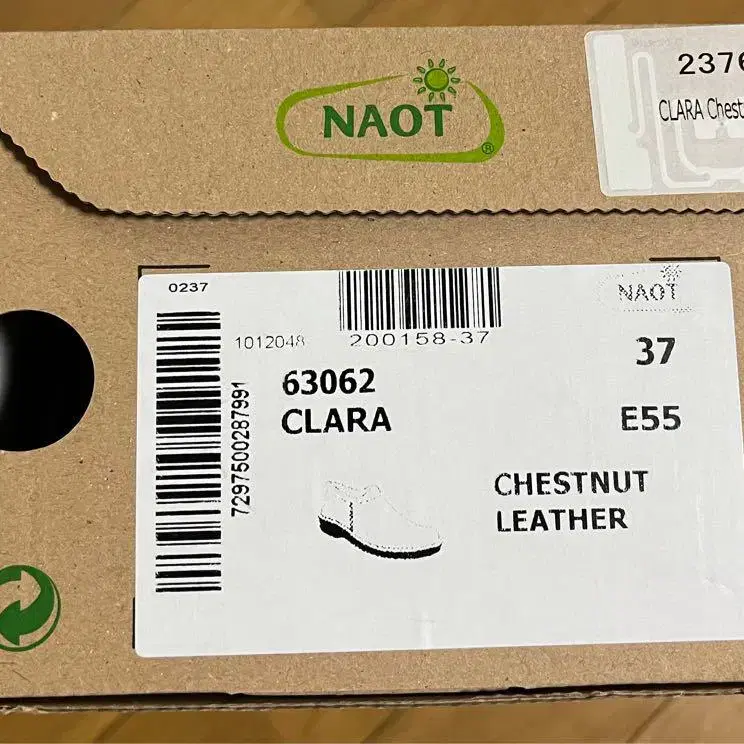 NAOT
®
2376
CLARA Chest
0237
1012048
200158-37
NAOT
37
63062
CLARA
E55
7297500287991
CHESTNUT
LEATHER